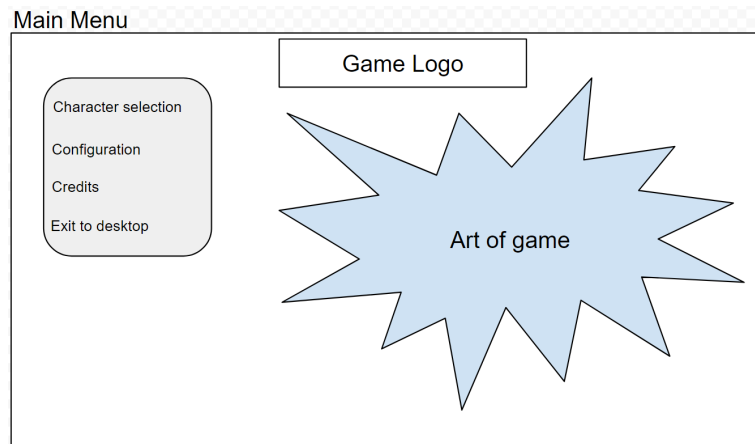 Main Menu
Game Logo
Character selection
Configuration
Credits
Exit to desktop
Art of game